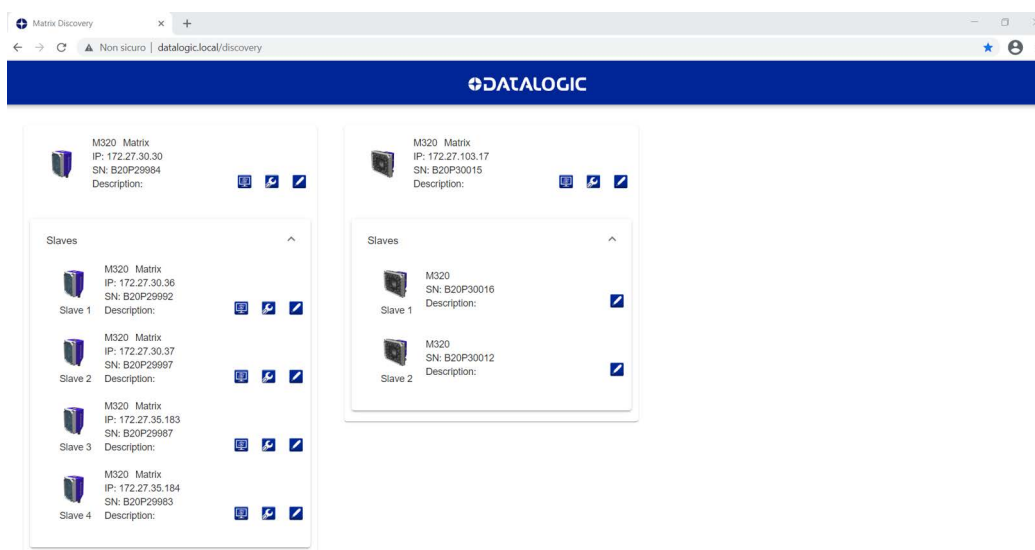 Matrix Discovery
Non sicuro | datalogic.local/discovery
DATALOGIC
M320 Matrix
IP: 172.27.30.30
SN: B20P29984
Description:
Slaves
M320 Matrix
IP: 172.27.30.36
SN: B20P29992
Slave 1 Description:
M320 Matrix
IP: 172.27.30.37
SN: B20P29997
Slave 2 Description:
M320 Matrix
IP: 172.27.35.183
SN: B20P29987
Slave 3 Description:
M320 Matrix
IP: 172.27.35.184
SN: B20P29983
Slave 4 Description:
M320 Matrix
IP: 172.27.103.17
SN: B20P30015
Description:
Slaves
M320
SN: B20P30016
Description:
Slave 1
M320
SN: B20P30012
Description:
Slave 2